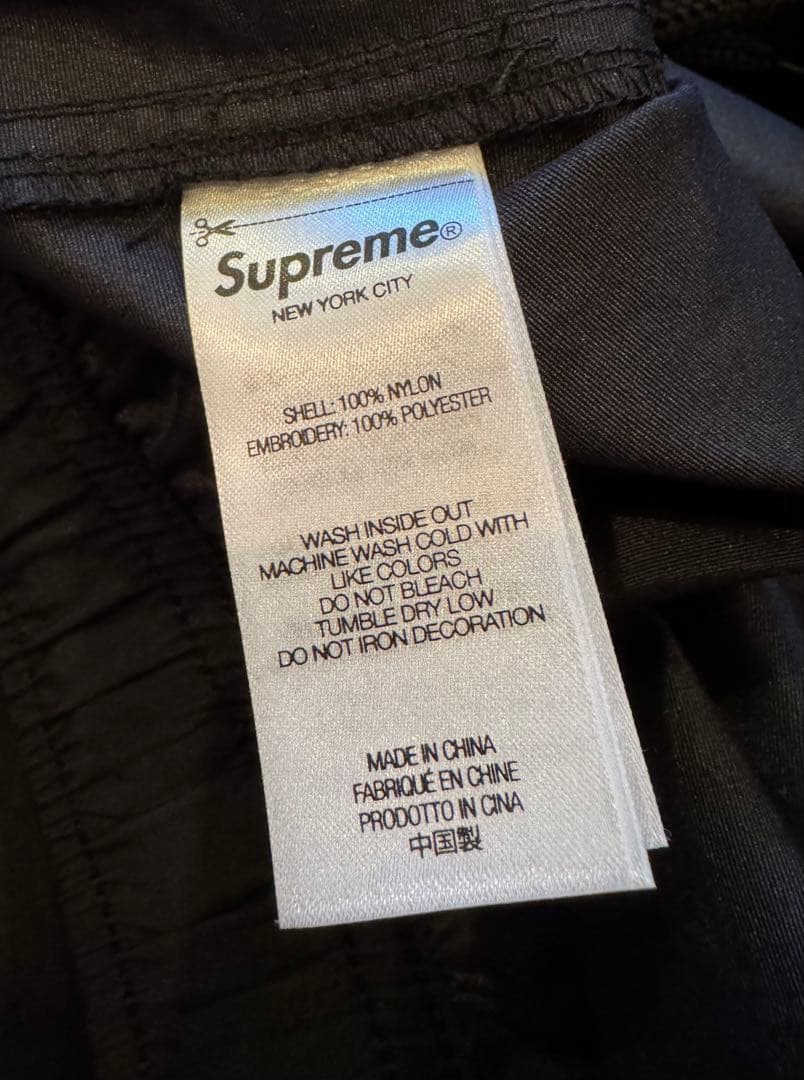 Supreme®
NEW YORK CITY
SHELL: 100% NYLON
EMBROIDERY: 100% POLYESTER
WASH INSIDE OUT
MACHINE WASH COLD WITH
LIKE COLORS
DO NOT BLEACH
TUMBLE DRY LOW
DO NOT IRON DECORATION
MADE IN CHINA
FABRIQUÉ EN CHINE
PRODOTTO IN CINA
中国製